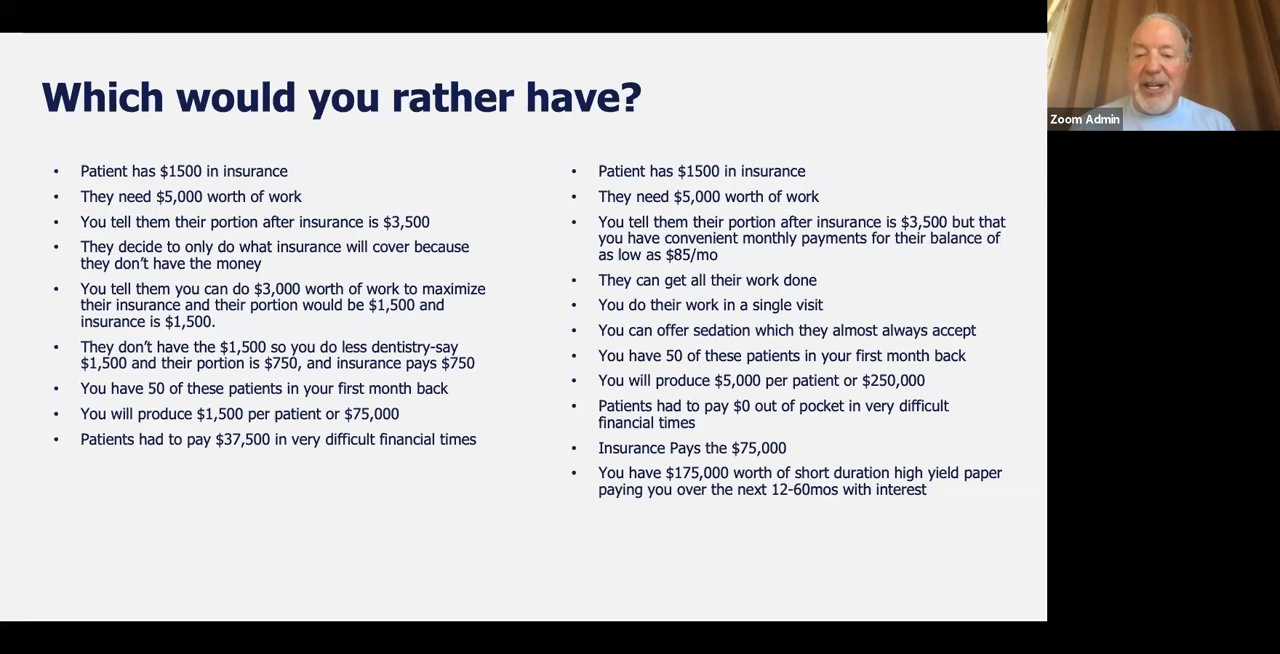 Which would you rather have?
• Patient has $1500 in insurance
• They need $5,000 worth of work
• You tell them their portion after insurance is $3,500
• They decide to only do what insurance will cover because
they don’t have the money
• You tell them you can do $3,000 worth of work to maximize
their insurance and their portion would be $1,500 and
insurance is $1,500.
• They don’t have the $1,500 so you do less dentistry-say
$1,500 and their portion is $750, and insurance pays $750
• You have 50 of these patients in your first month back
• You will produce $1,500 per patient or $75,000
• Patients had to pay $37,500 in very difficult financial times
• Patient has $1500 in insurance
• They need $5,000 worth of work
• You tell them their portion after insurance is $3,500 but that
you have convenient monthly payments for their balance of
as low as $85/mo
• They can get all their work done
• You do their work in a single visit
• You can offer sedation which they almost always accept
• You have 50 of these patients in your first month back
• You will produce $5,000 per patient or $250,000
• Patients had to pay $0 out of pocket in very difficult
financial times
• Insurance Pays the $75,000
• You have $175,000 worth of short duration high yield paper
paying you over the next 12-60mos with interest
Zoom Admin